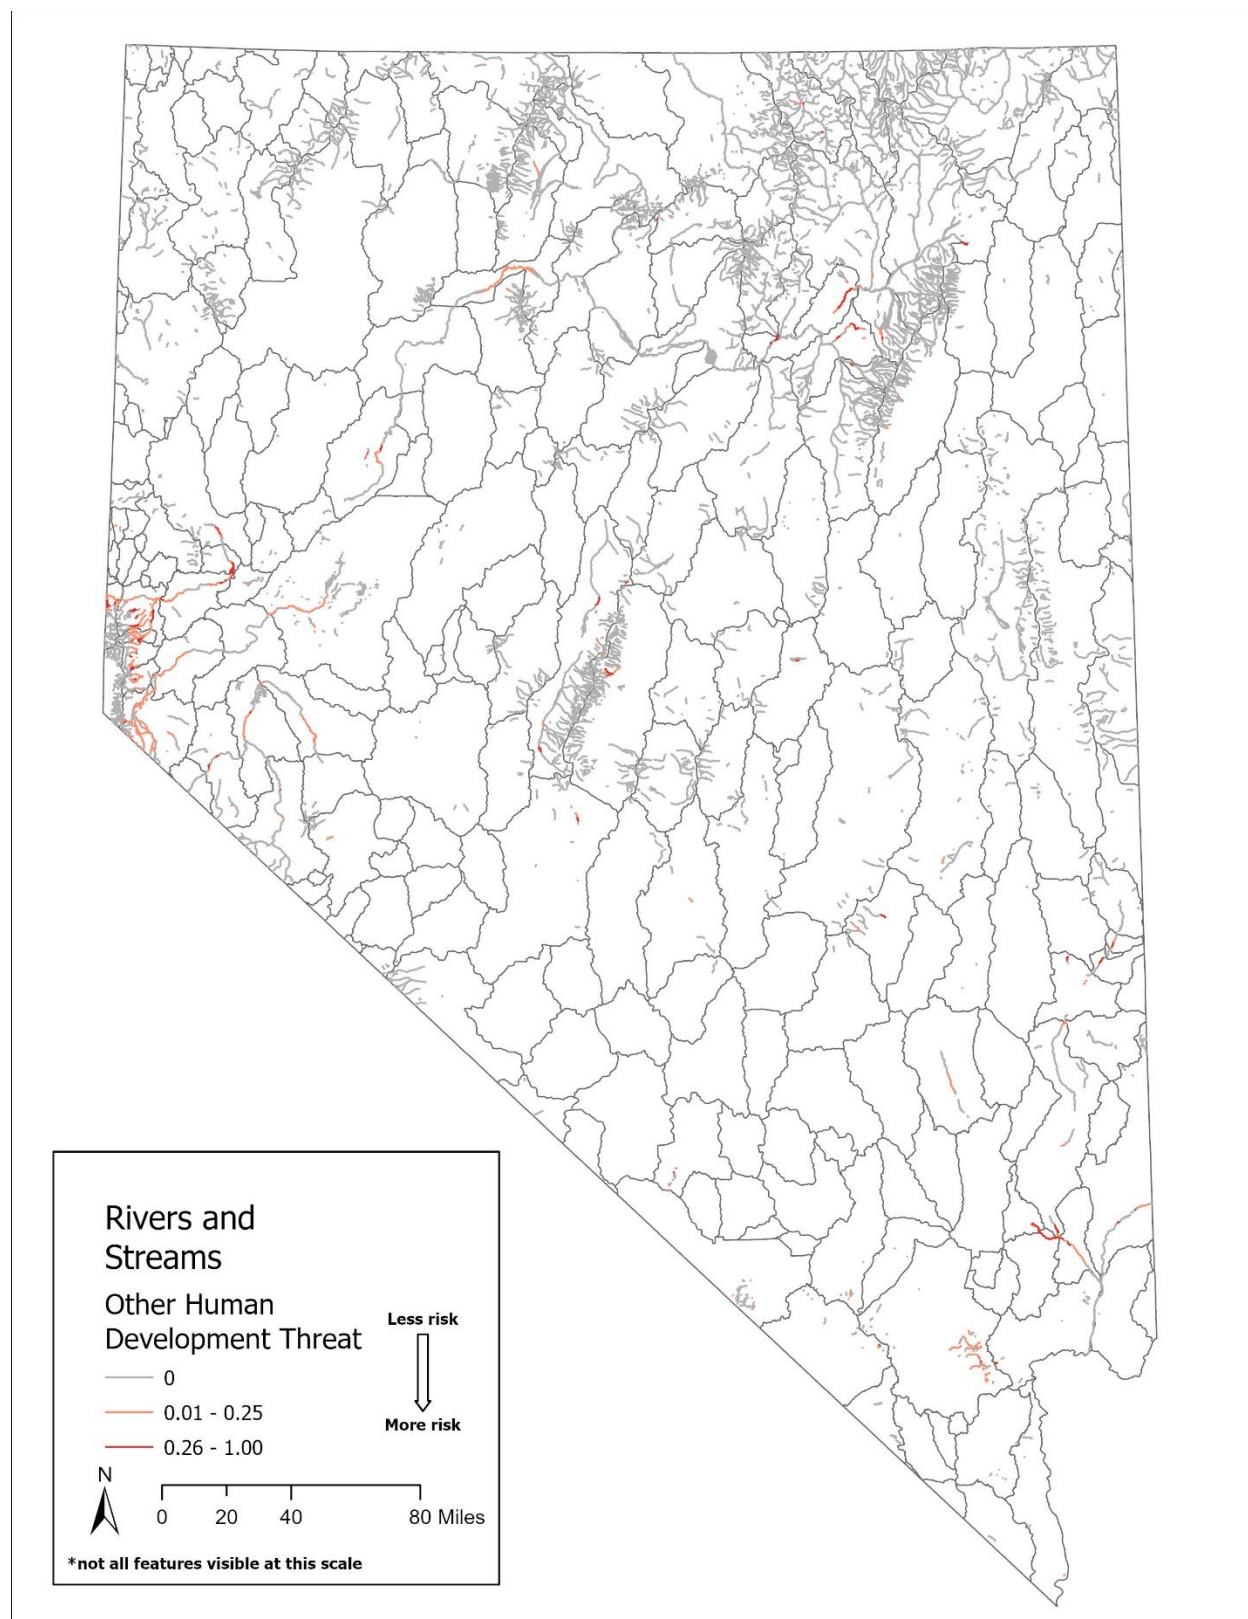 Rivers and
Streams
Other Human
Development Threat
Less risk
More risk
0
0.01 - 0.25
0.26 - 1.00
N
0 20 40 80 Miles
*not all features visible at this scale